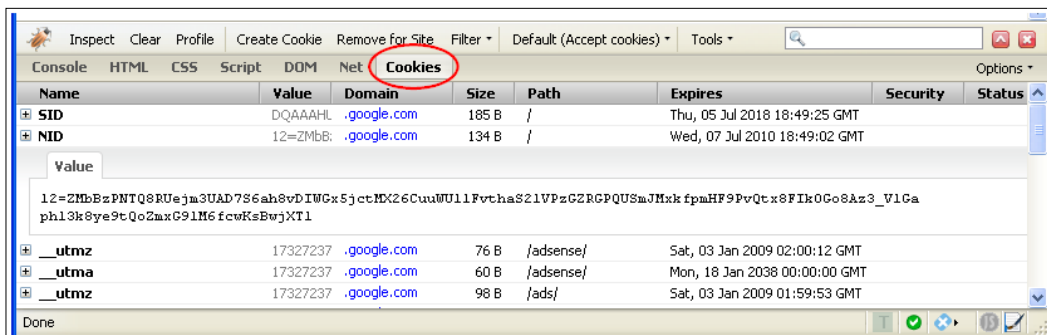 Inspect Clear Profile Create Cookie Remove for Site Filter Default (Accept cookies) Tools
Console HTML CSS Script DOM Net Cookies Options
Name Value Domain Size Path Expires Security Status
SID DQAAAHL .google.com 185 B / Thu, 05 Jul 2018 18:49:25 GMT
NID 12=ZMbB: .google.com 134 B / Wed, 07 Jul 2010 18:49:02 GMT
Value
12=ZMbBzPNTQ8RUejm3UAD7S6ah8vDIWGx5jctMX26CuuWUllFvthaS2lVPzGZRGPQUSmJMxkfpmHF9PvQtx8FIkOGo8Az3_VlGa
phl3k8ye9tQoZmxG9lM6fcwKsBwjXTl
__utmz 17327237 .google.com 76 B /adsense/ Sat, 03 Jan 2009 02:00:12 GMT
__utma 17327237 .google.com 60 B /adsense/ Mon, 18 Jan 2038 00:00:00 GMT
__utmz 17327237 .google.com 98 B /ads/ Sat, 03 Jan 2009 01:59:53 GMT
Done